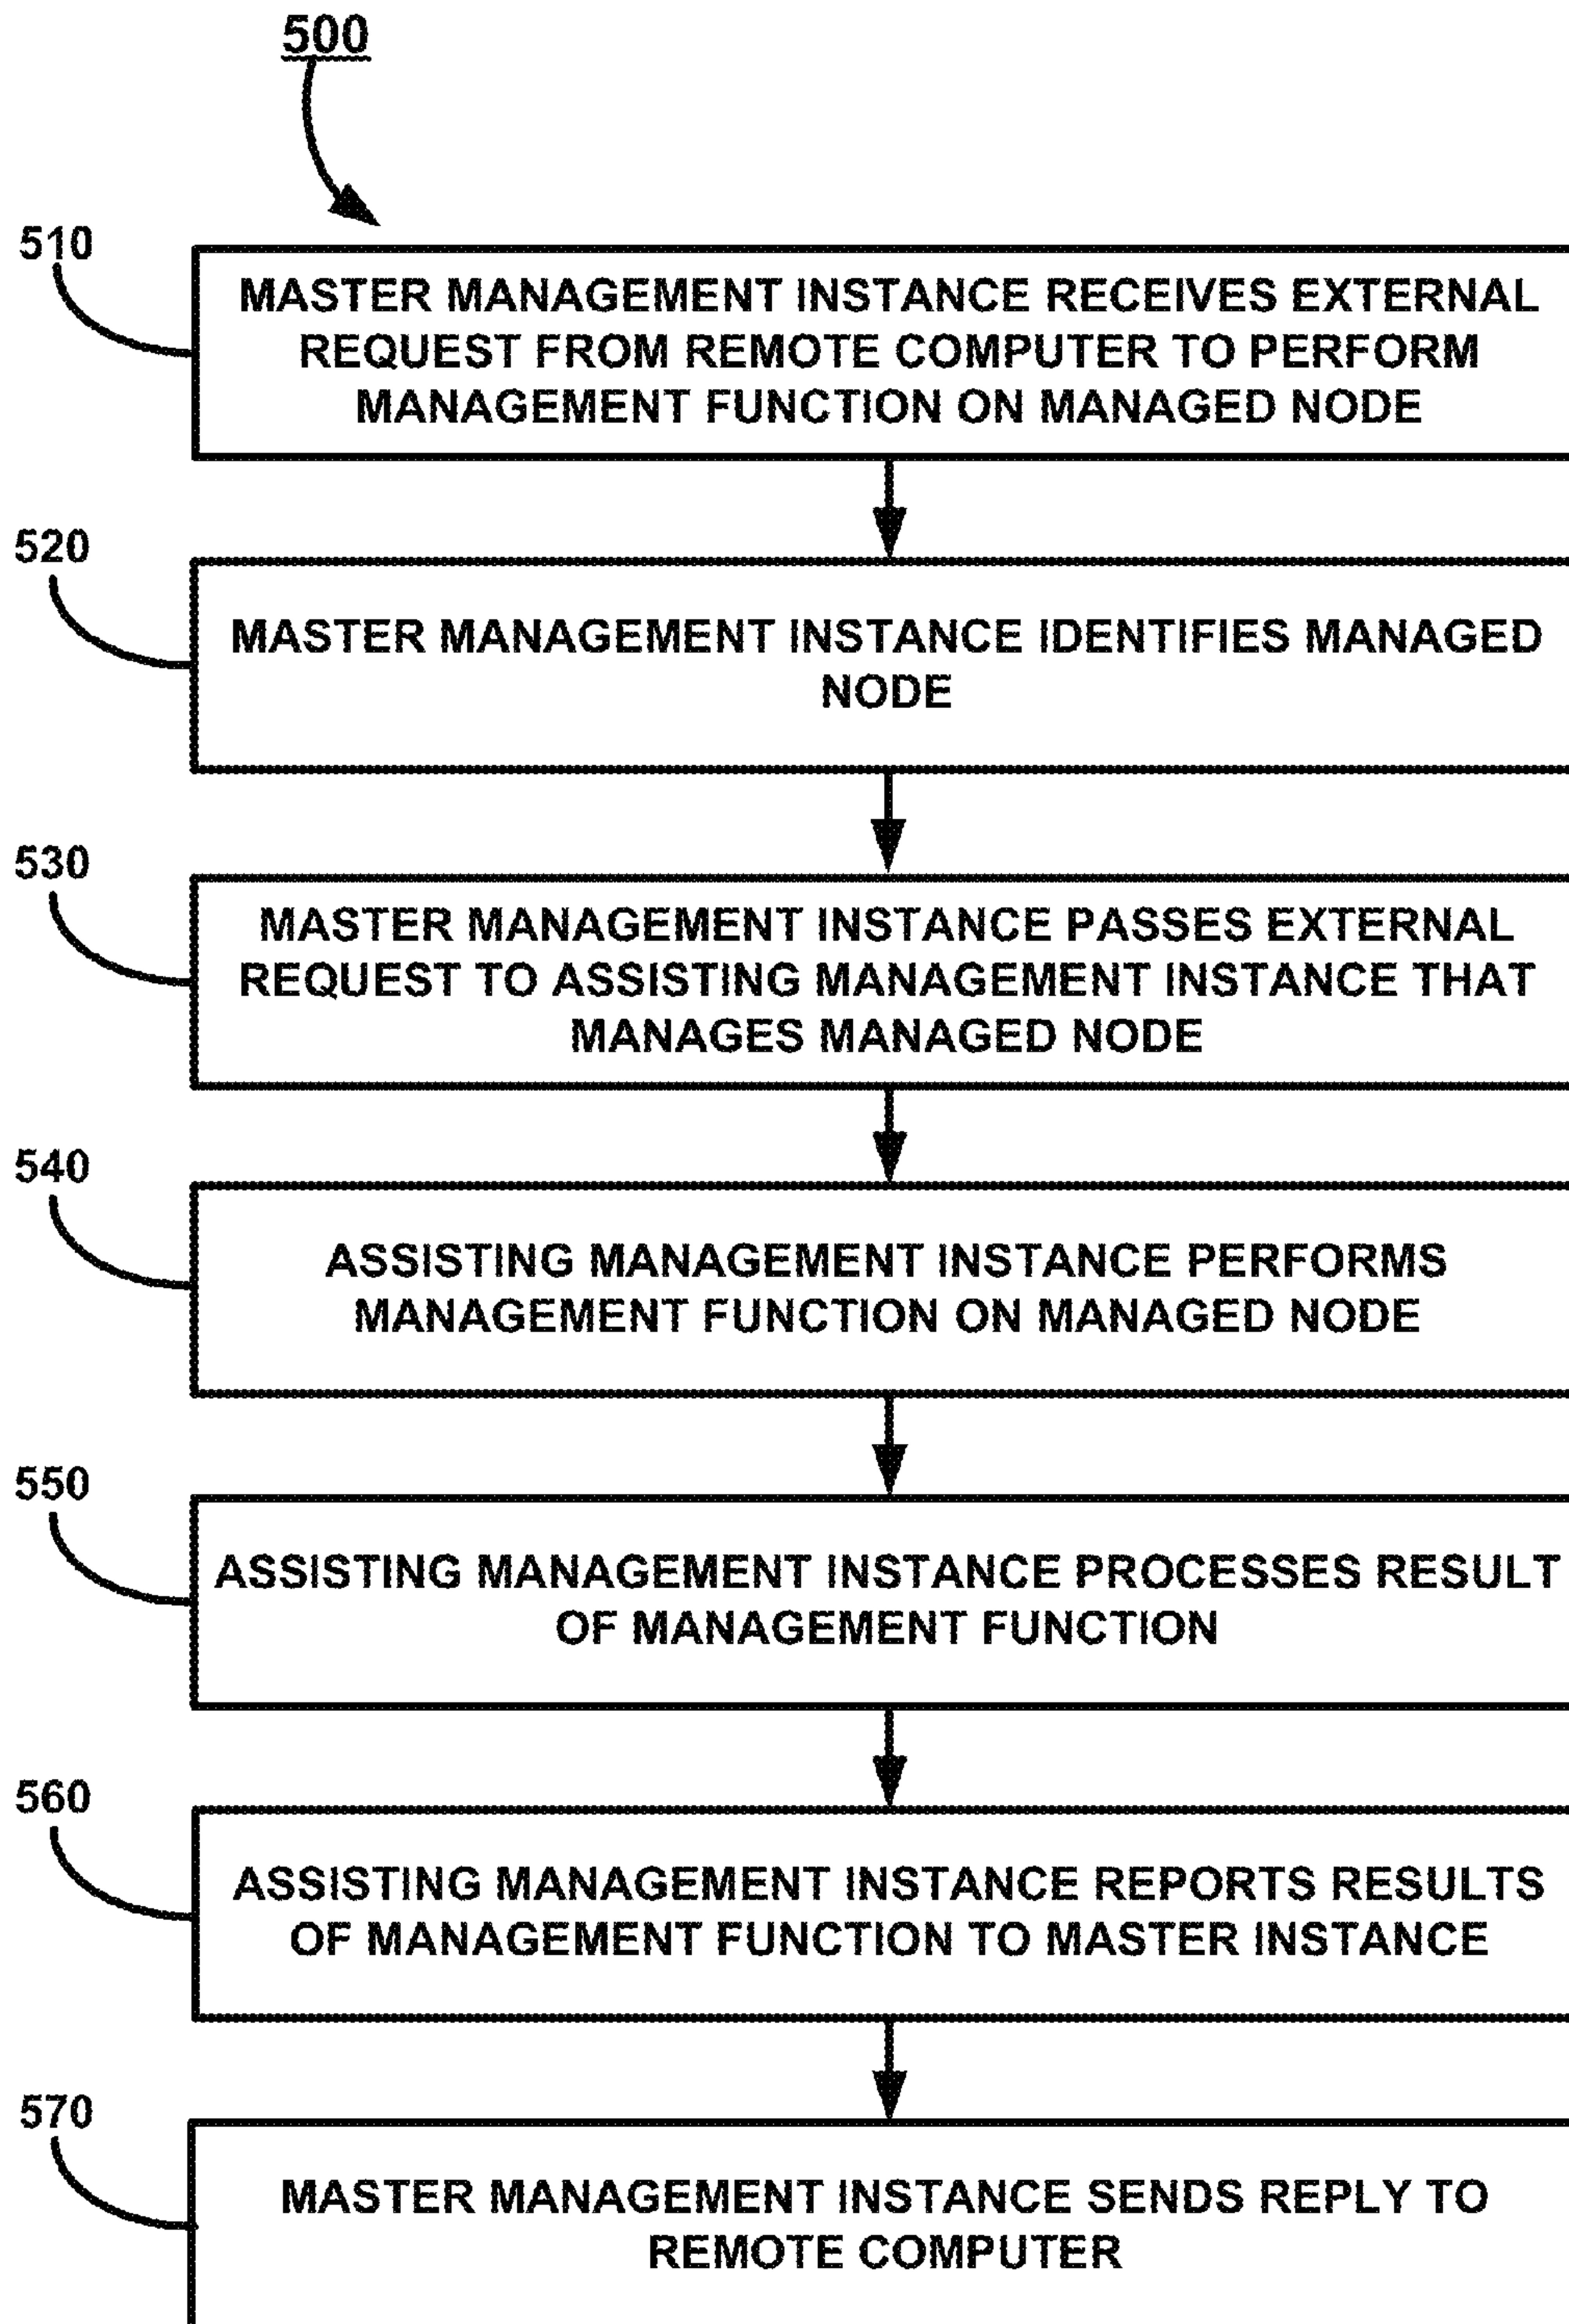 500
510
MASTER MANAGEMENT INSTANCE RECEIVES EXTERNAL
REQUEST FROM REMOTE COMPUTER TO PERFORM
MANAGEMENT FUNCTION ON MANAGED NODE
520
MASTER MANAGEMENT INSTANCE IDENTIFIES MANAGED
NODE
530
MASTER MANAGEMENT INSTANCE PASSES EXTERNAL
REQUEST TO ASSISTING MANAGEMENT INSTANCE THAT
MANAGES MANAGED NODE
540
ASSISTING MANAGEMENT INSTANCE PERFORMS
MANAGEMENT FUNCTION ON MANAGED NODE
550
ASSISTING MANAGEMENT INSTANCE PROCESSES RESULT
OF MANAGEMENT FUNCTION
560
ASSISTING MANAGEMENT INSTANCE REPORTS RESULTS
OF MANAGEMENT FUNCTION TO MASTER INSTANCE
570
MASTER MANAGEMENT INSTANCE SENDS REPLY TO
REMOTE COMPUTER